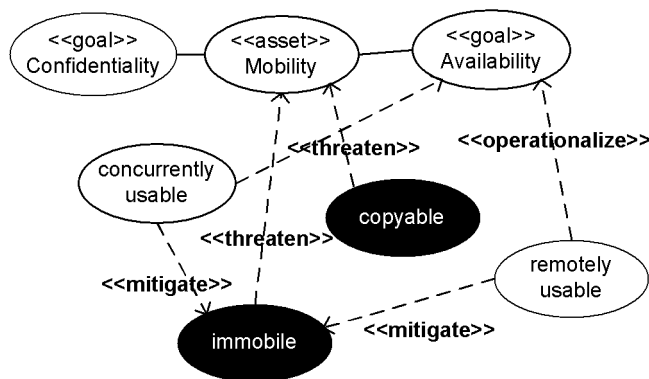 <<goal>>
Confidentiality
<<asset>>
Mobility
<<goal>>
Availability
<<threaten>>
<<operationalize>>
concurrently
usable
copyable
<<threaten>>
remotely
usable
<<mitigate>>
<<mitigate>>
immobile